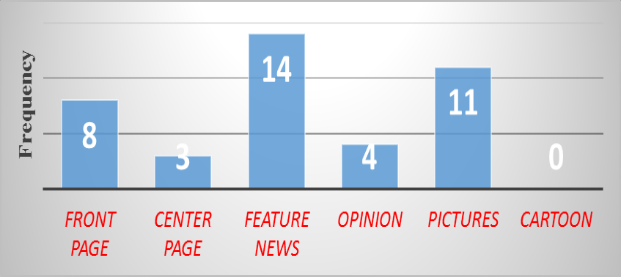 Frequency
8
3
14
4
11
0
FRONT
PAGE
CENTER
PAGE
FEATURE
NEWS
OPINION
PICTURES
CARTOON